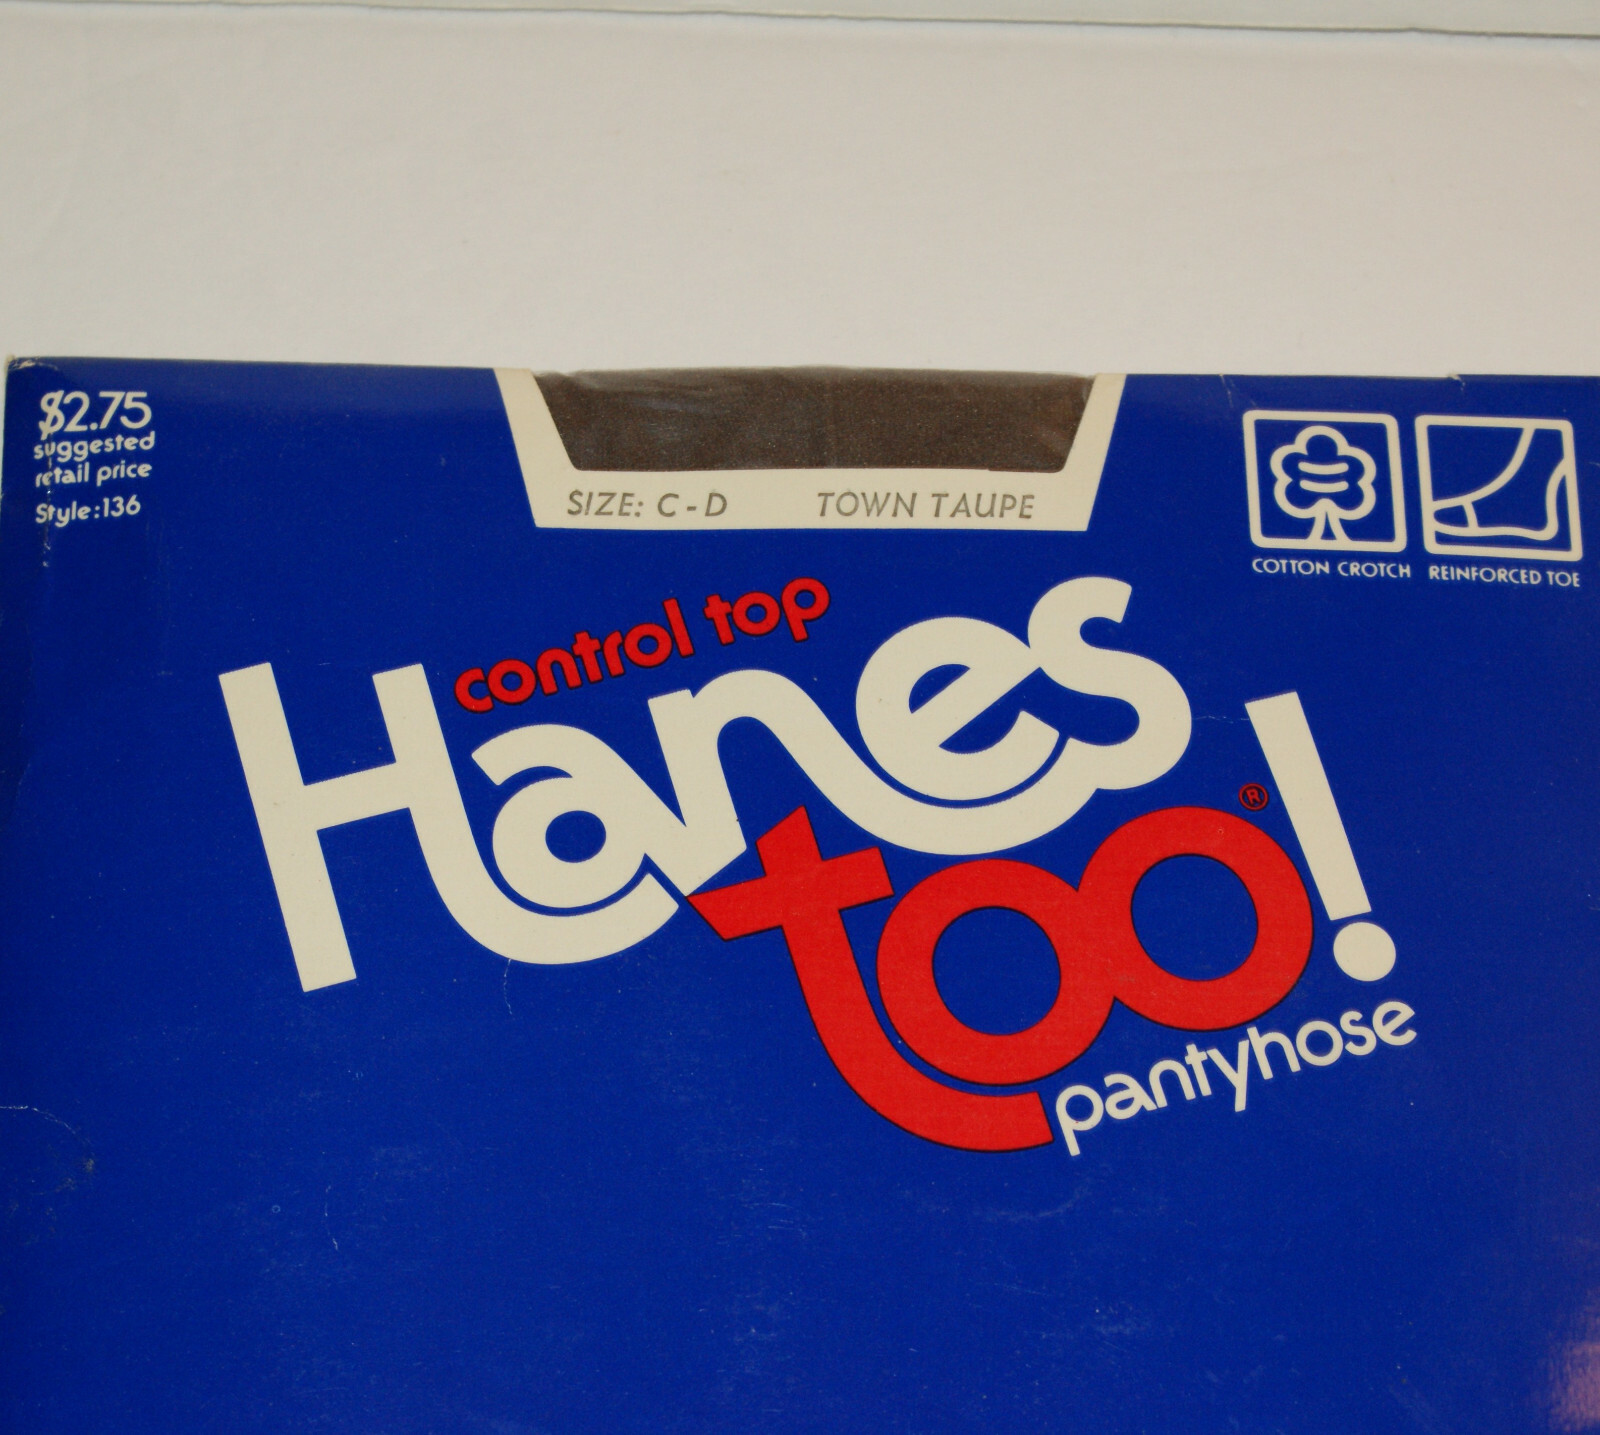 $2.75
suggested
retail price
Style:136
SIZE: C-D TOWN TAUPE
COTTON CROTCH REINFORCED TOE
control top
Hanes
too!
®
pantyhose